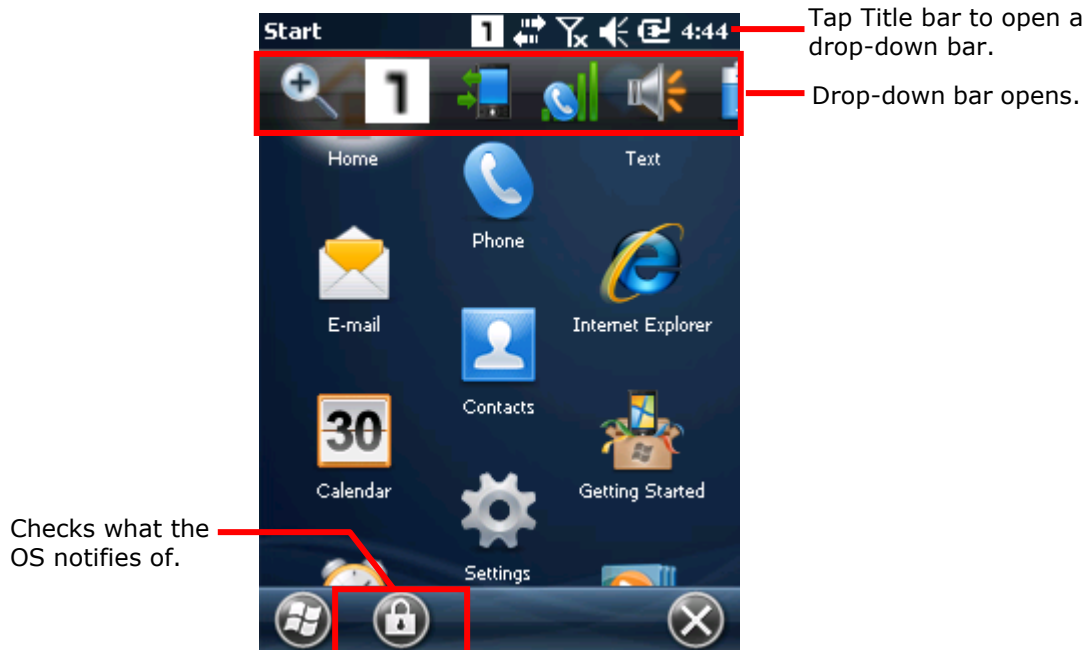 Start
1
4:44
Tap Title bar to open a
drop-down bar.
1
Drop-down bar opens.
Home
Text
Phone
E-mail
Internet Explorer
Contacts
30
Calendar
Getting Started
Checks what the
OS notifies of.
Settings